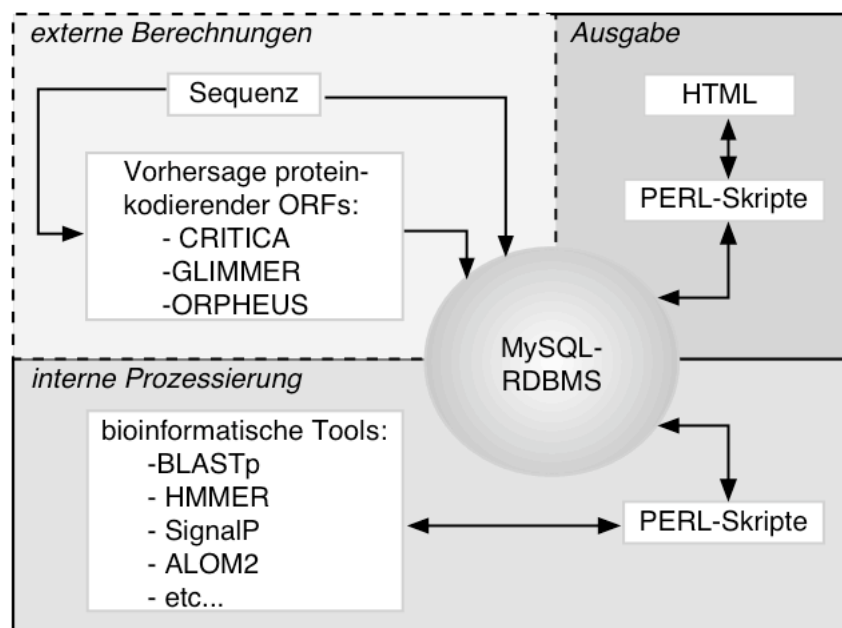 externe Berechnungen
Sequenz
Vorhersage protein-
kodierender ORFs:
- CRITICA
-GLIMMER
-ORPHEUS
Ausgabe
HTML
PERL-Skripte
MySQL-
RDBMS
interne Prozessierung
bioinformatische Tools:
-BLASTp
- HMMER
- SignalP
- ALOM2
- etc...
PERL-Skripte